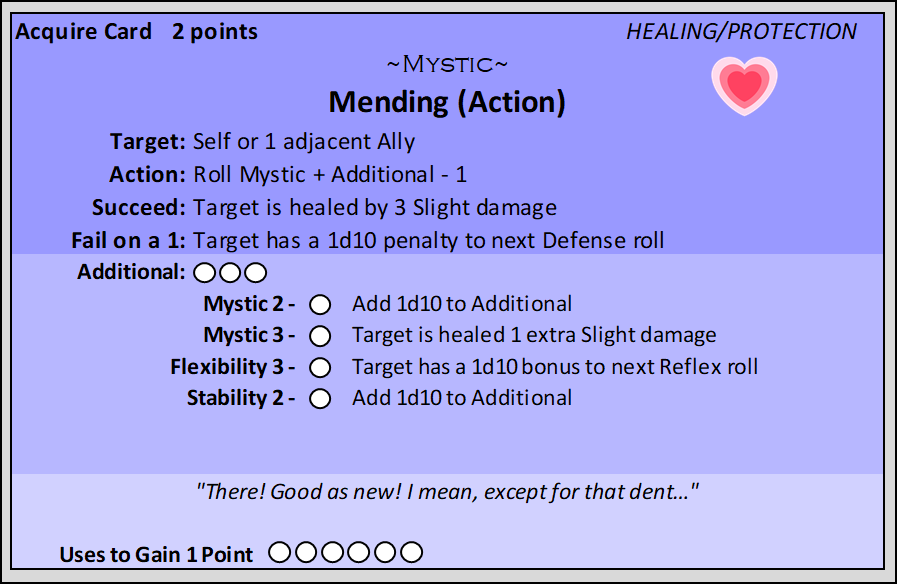 Acquire Card 2 points HEALING/PROTECTION
~MYSTIC~
Mending (Action)
Target: Self or 1 adjacent Ally
Action: Roll Mystic + Additional - 1
Succeed: Target is healed by 3 Slight damage
Fail on a 1: Target has a 1d10 penalty to next Defense roll
Additional:
Mystic 2 - Add 1d10 to Additional
Mystic 3 - Target is healed 1 extra Slight damage
Flexibility 3 - Target has a 1d10 bonus to next Reflex roll
Stability 2 - Add 1d10 to Additional
"There! Good as new! I mean, except for that dent..."
Uses to Gain 1 Point